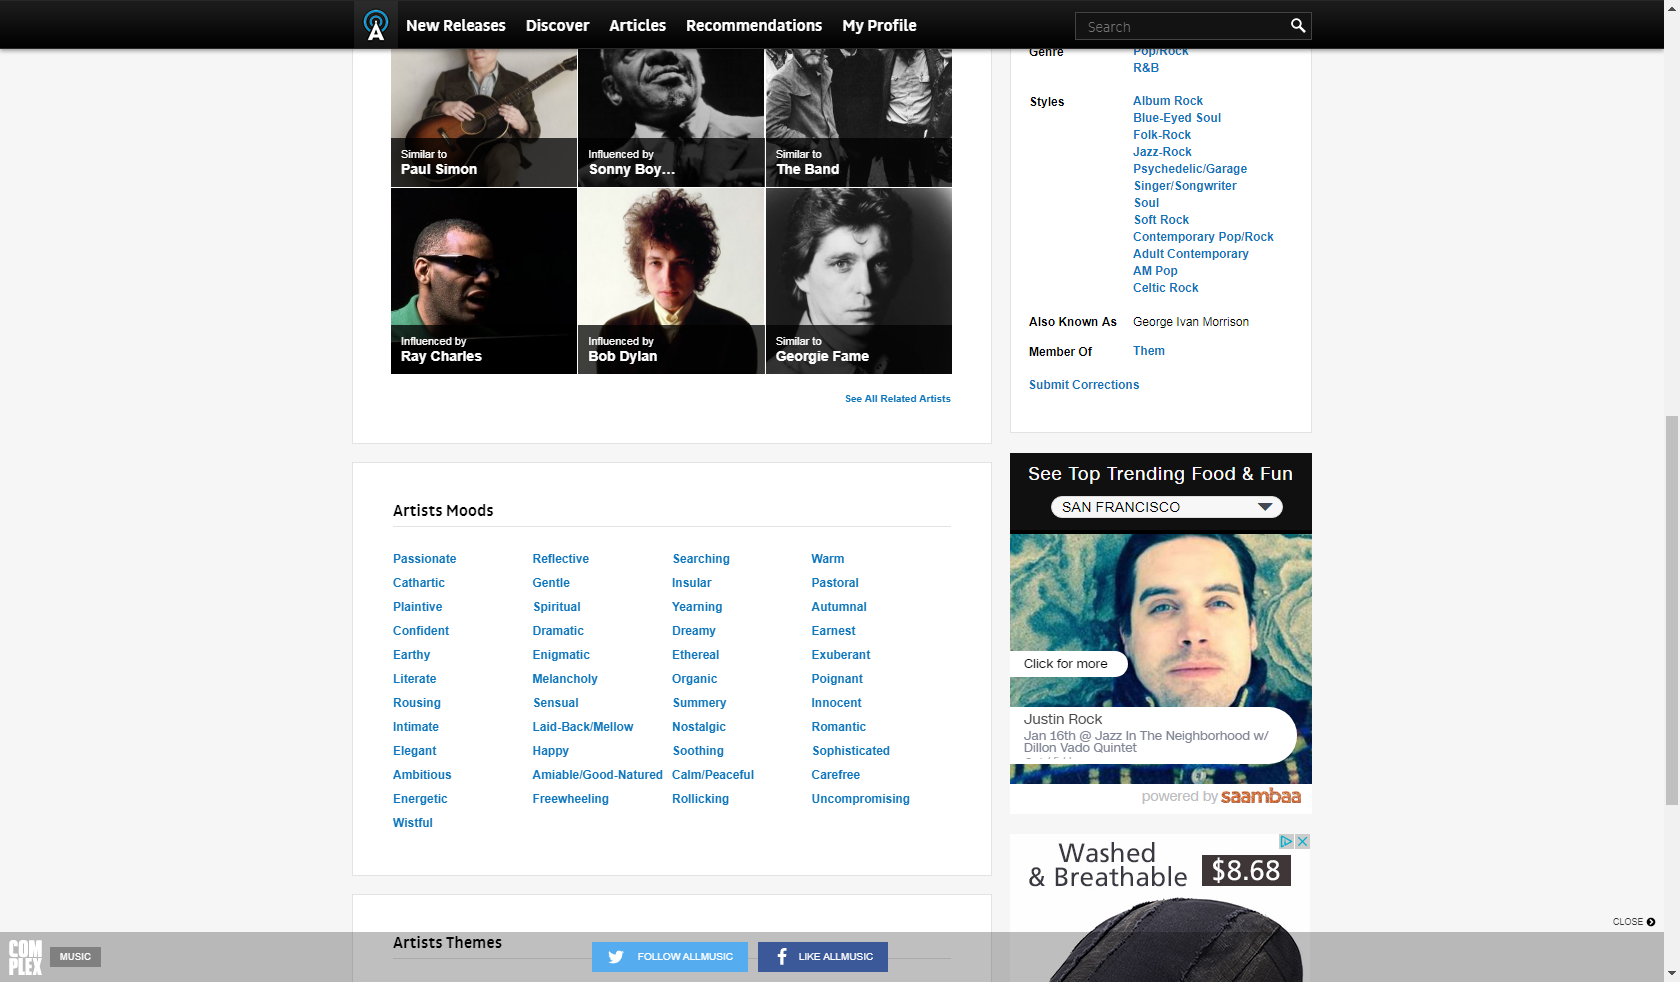 New Releases
Discover
Articles
Recommendations
My Profile
Search
Similar to
Paul Simon
Influenced by
Sonny Boy...
Similar to
The Band
Influenced by
Ray Charles
Influenced by
Bob Dylan
Similar to
Georgie Fame
See All Related Artists
Genre
Pop/Rock
R&B
Styles
Album Rock
Blue-Eyed Soul
Folk-Rock
Jazz-Rock
Psychedelic/Garage
Singer/Songwriter
Soul
Soft Rock
Contemporary Pop/Rock
Adult Contemporary
AM Pop
Celtic Rock
Also Known As George Ivan Morrison
Member Of Them
Submit Corrections
Artists Moods
Passionate Reflective Searching Warm
Cathartic Gentle Insular Pastoral
Plaintive Spiritual Yearning Autumnal
Confident Dramatic Dreamy Earnest
Earthy Enigmatic Ethereal Exuberant
Literate Melancholy Organic Poignant
Rousing Sensual Summery Innocent
Intimate Laid-Back/Mellow Nostalgic Romantic
Elegant Happy Soothing Sophisticated
Ambitious Amiable/Good-Natured Calm/Peaceful Carefree
Energetic Freewheeling Rollicking Uncompromising
Wistful
See Top Trending Food & Fun
SAN FRANCISCO
Click for more
Justin Rock
Jan 16th @ Jazz In The Neighborhood w/
Dillon Vado Quintet
powered by saambaa
Washed
& Breathable
$8.68
CLOSE
Artists Themes
COM
PLEX
MUSIC
FOLLOW ALLMUSIC
LIKE ALLMUSIC